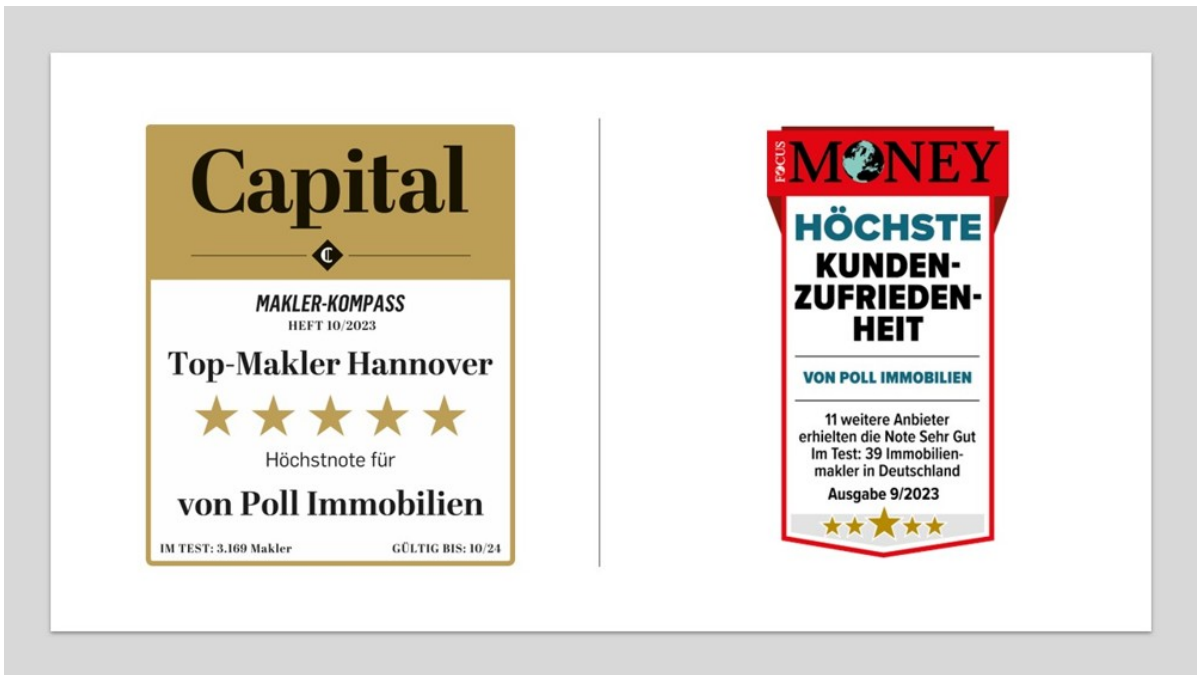 Capital
MAKLER-KOMPASS
HEFT 10/2023
Top-Makler Hannover
Höchstnote für
von Poll Immobilien
IM TEST: 3.169 Makler
GÜLTIG BIS: 10/24
FOCUS
MONEY
HÖCHSTE
KUNDEN-
ZUFRIEDEN-
HEIT
VON POLL IMMOBILIEN
11 weitere Anbieter
erhielten die Note Sehr Gut
Im Test: 39 Immobilien-
makler in Deutschland
Ausgabe 9/2023